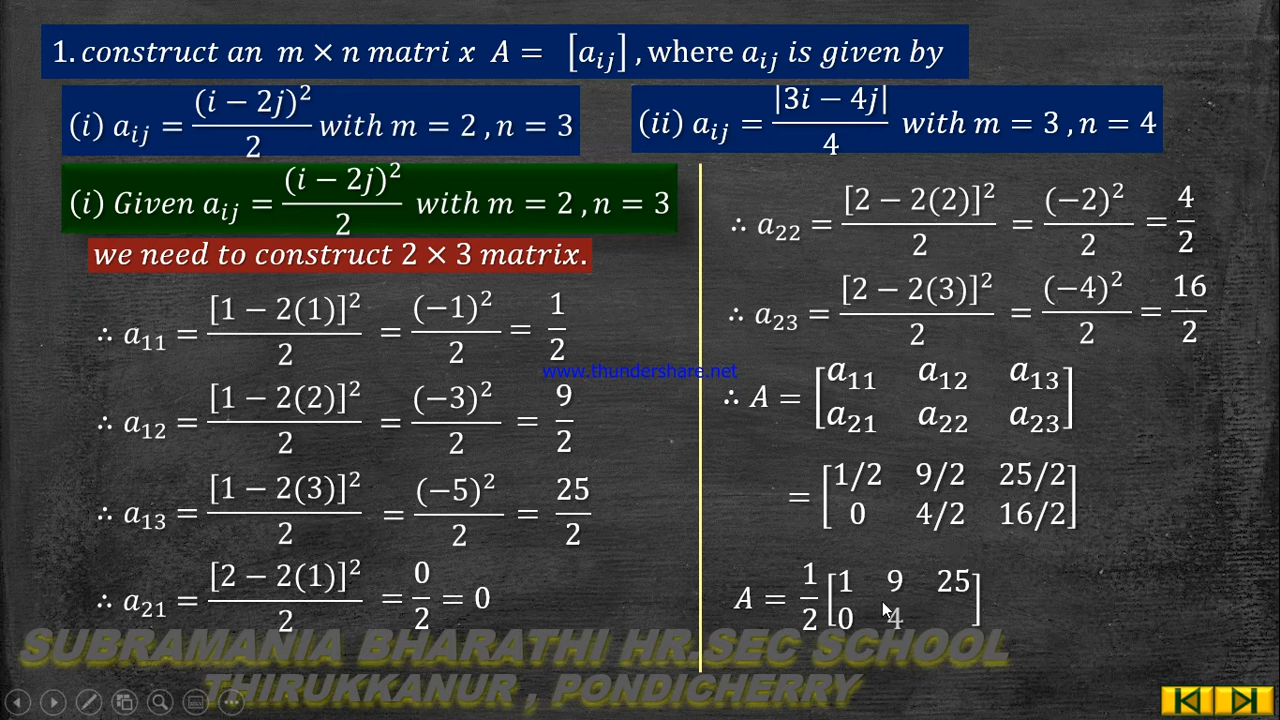 1. construct an m × n matri x A = [a_ij] , where a_ij is given by
(i) a_ij = (i − 2j)² / 2 with m = 2 , n = 3
(ii) a_ij = |3i − 4j| / 4 with m = 3 , n = 4
(i) Given a_ij = (i − 2j)² / 2 with m = 2 , n = 3
we need to construct 2 × 3 matrix.
∴ a₁₁ = [1 − 2(1)]² / 2 = (−1)² / 2 = 1/2
∴ a₁₂ = [1 − 2(2)]² / 2 = (−3)² / 2 = 9/2
∴ a₁₃ = [1 − 2(3)]² / 2 = (−5)² / 2 = 25/2
∴ a₂₁ = [2 − 2(1)]² / 2 = 0/2 = 0
∴ a₂₂ = [2 − 2(2)]² / 2 = (−2)² / 2 = 4/2
∴ a₂₃ = [2 − 2(3)]² / 2 = (−4)² / 2 = 16/2
www.thundershare.net
∴ A = [a₁₁ a₁₂ a₁₃
a₂₁ a₂₂ a₂₃]
= [1/2 9/2 25/2
0 4/2 16/2]
A = 1/2 [1 9 25
0 4]
SUBRAMANIA BHARATHI HR.SEC SCHOOL
THIRUKKANUR , PONDICHERRY